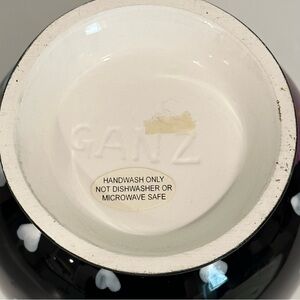 GANZ
HANDWASH ONLY
NOT DISHWASHER OR
MICROWAVE SAFE